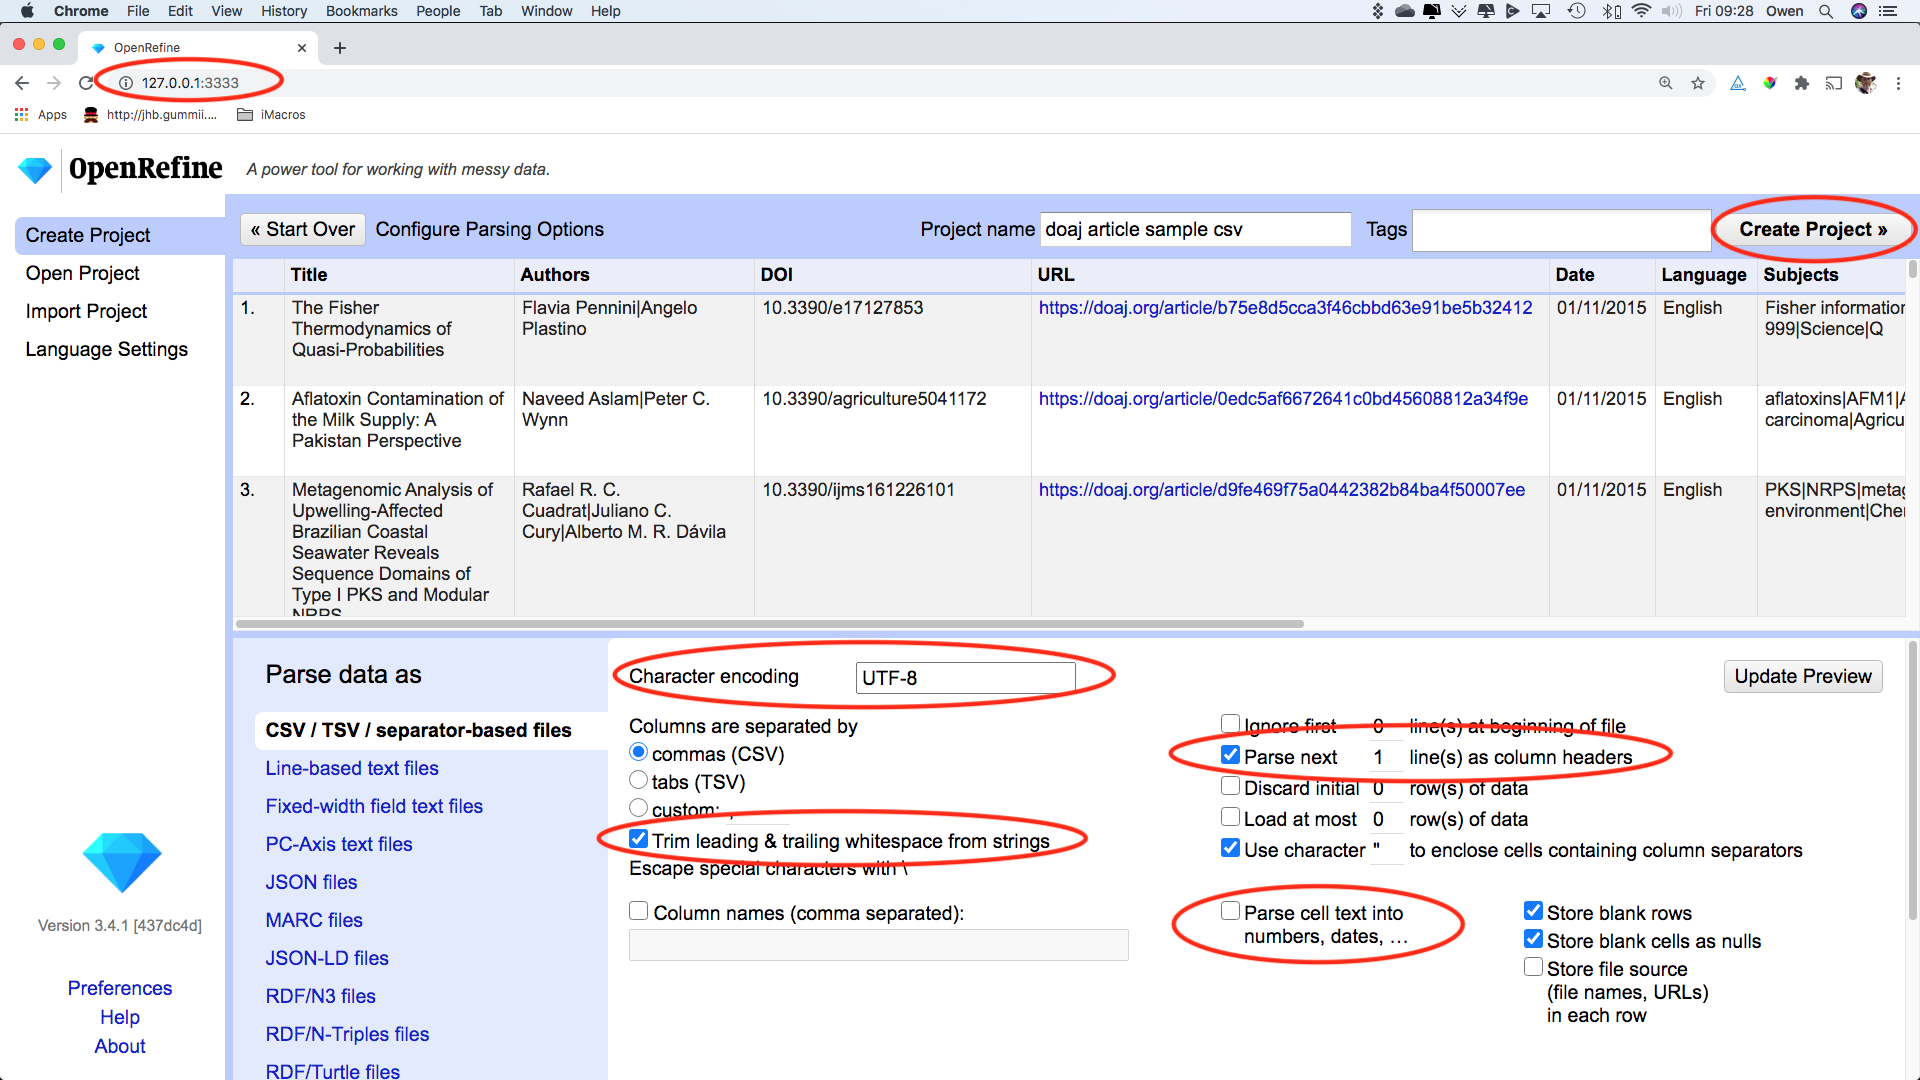 Chrome File Edit View History Bookmarks People Tab Window Help Fri 09:28 Owen
OpenRefine
127.0.0.1:3333
Apps http://jhb.gummii.... iMacros
OpenRefine A power tool for working with messy data.
Create Project
Open Project
Import Project
Language Settings
« Start Over Configure Parsing Options Project name doaj article sample csv Tags Create Project »
Title Authors DOI URL Date Language Subjects
1. The Fisher Flavia Pennini|Angelo 10.3390/e17127853 https://doaj.org/article/b75e8d5cca3f46cbbd63e91be5b32412 01/11/2015 English Fisher information
Thermodynamics of Plastino 999|Science|Q
Quasi-Probabilities
2. Aflatoxin Contamination of Naveed Aslam|Peter C. 10.3390/agriculture5041172 https://doaj.org/article/0edc5af6672641c0bd45608812a34f9e 01/11/2015 English aflatoxins|AFM1|A
the Milk Supply: A Wynn carcinoma|Agricu
Pakistan Perspective
3. Metagenomic Analysis of Rafael R. C. 10.3390/ijms161226101 https://doaj.org/article/d9fe469f75a0442382b84ba4f50007ee 01/11/2015 English PKS|NRPS|metag
Upwelling-Affected Cuadrat|Juliano C. environment|Che
Brazilian Coastal Cury|Alberto M. R. Dávila
Seawater Reveals
Sequence Domains of
Type I PKS and Modular
NRPS
Parse data as
CSV / TSV / separator-based files
Line-based text files
Fixed-width field text files
PC-Axis text files
JSON files
MARC files
JSON-LD files
RDF/N3 files
RDF/N-Triples files
RDF/Turtle files
Version 3.4.1 [437dc4d]
Preferences
Help
About
Character encoding UTF-8
Update Preview
Columns are separated by
commas (CSV)
tabs (TSV)
custom: ,
Trim leading & trailing whitespace from strings
Escape special characters with \
Column names (comma separated):
Ignore first 0 line(s) at beginning of file
Parse next 1 line(s) as column headers
Discard initial 0 row(s) of data
Load at most 0 row(s) of data
Use character " to enclose cells containing column separators
Parse cell text into
numbers, dates, ...
Store blank rows
Store blank cells as nulls
Store file source
(file names, URLs)
in each row